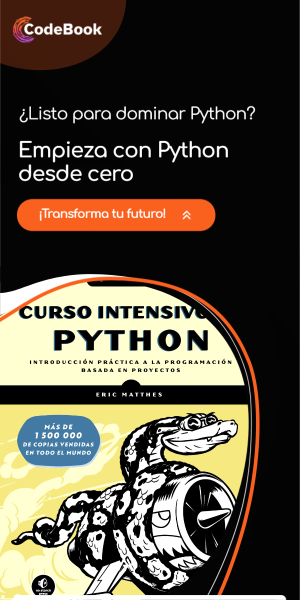 CodeBook
¿Listo para dominar Python?
Empieza con Python
desde cero
¡Transforma tu futuro!
CURSO INTENSIVO
PYTHON
INTRODUCCIÓN PRÁCTICA A LA PROGRAMACIÓN
BASADA EN PROYECTOS
ERIC MATTHES
MÁS DE
1 500 000
DE COPIAS VENDIDAS
EN TODO EL MUNDO